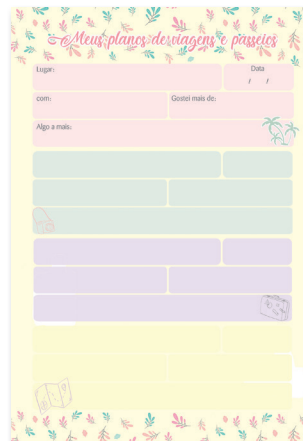 Meus planos de viagens e passeios
Lugar:
Data
/ /
com:
Gostei mais de:
Algo a mais: